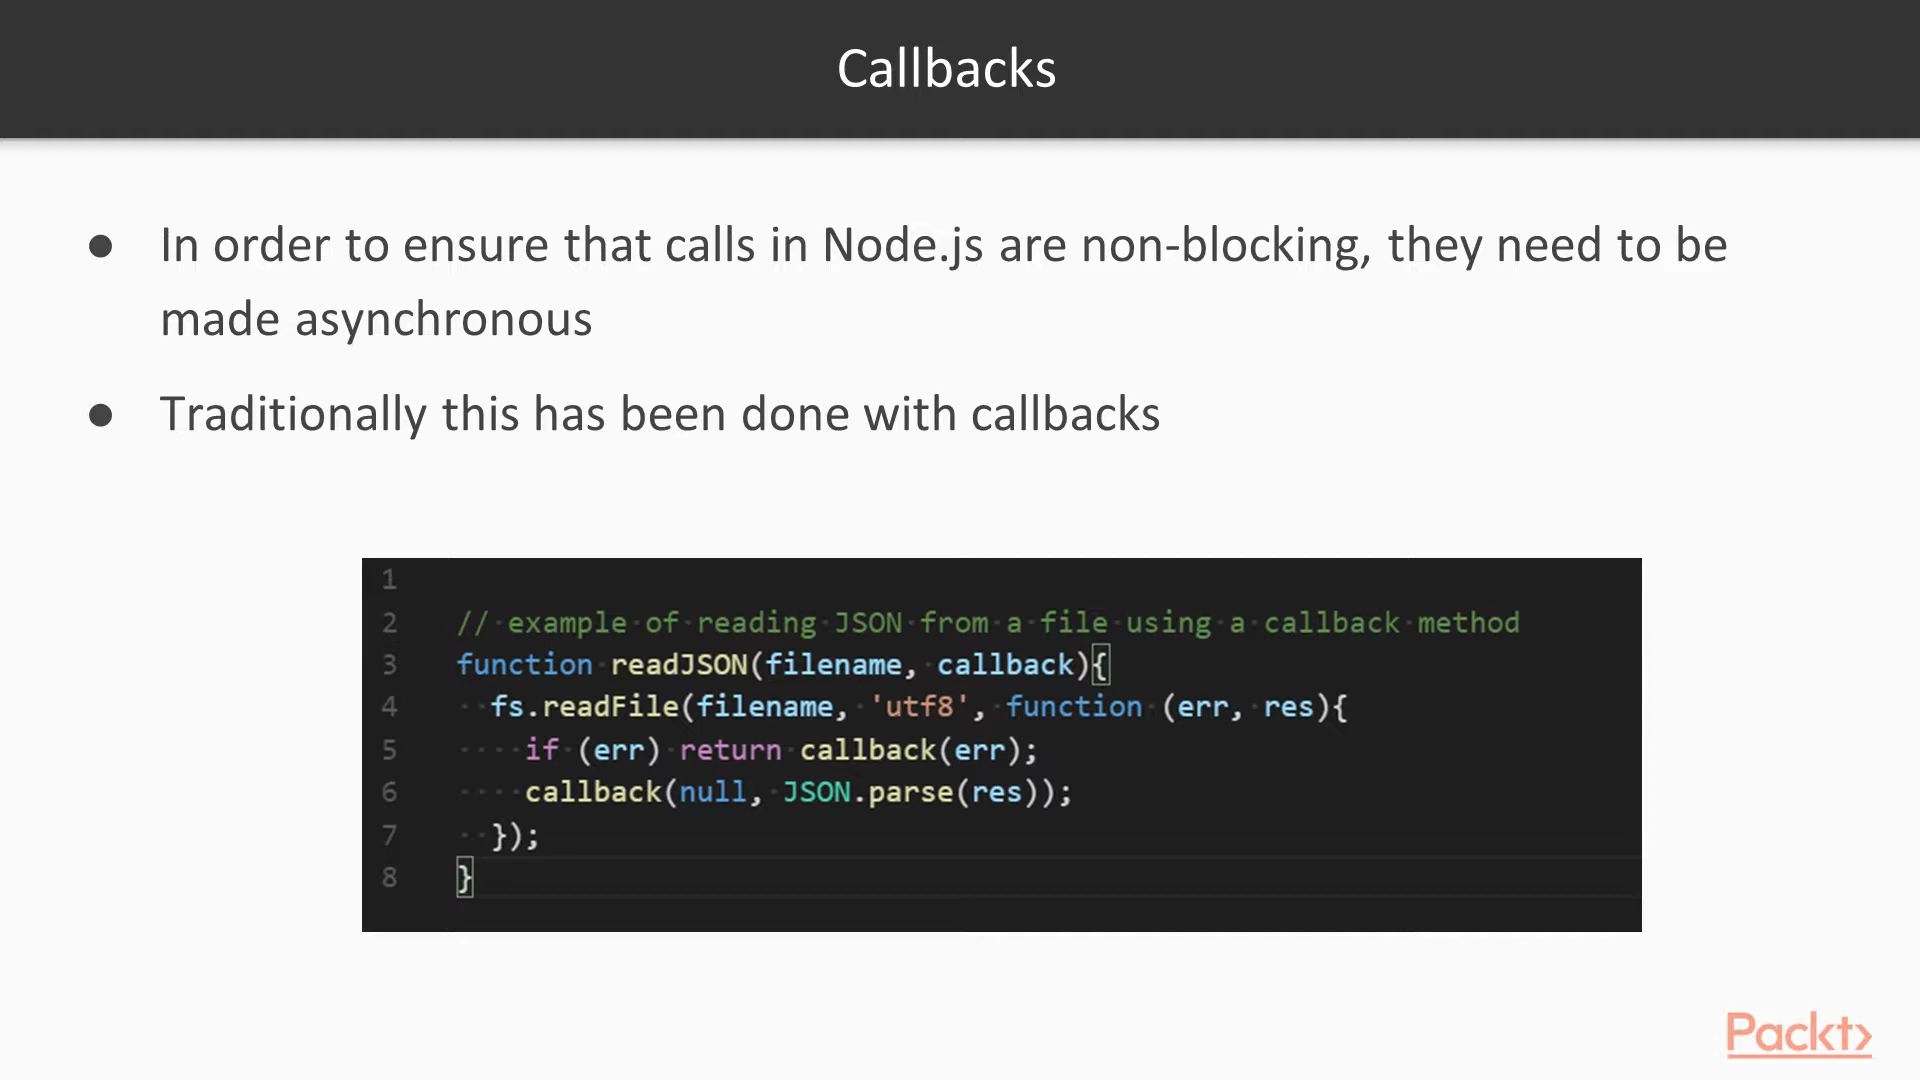 Callbacks
● In order to ensure that calls in Node.js are non-blocking, they need to be
made asynchronous
● Traditionally this has been done with callbacks
1
2 // example of reading JSON from a file using a callback method
3 function readJSON(filename, callback){
4   fs.readFile(filename, 'utf8', function (err, res){
5     if (err) return callback(err);
6     callback(null, JSON.parse(res));
7   });
8 }
Packt>